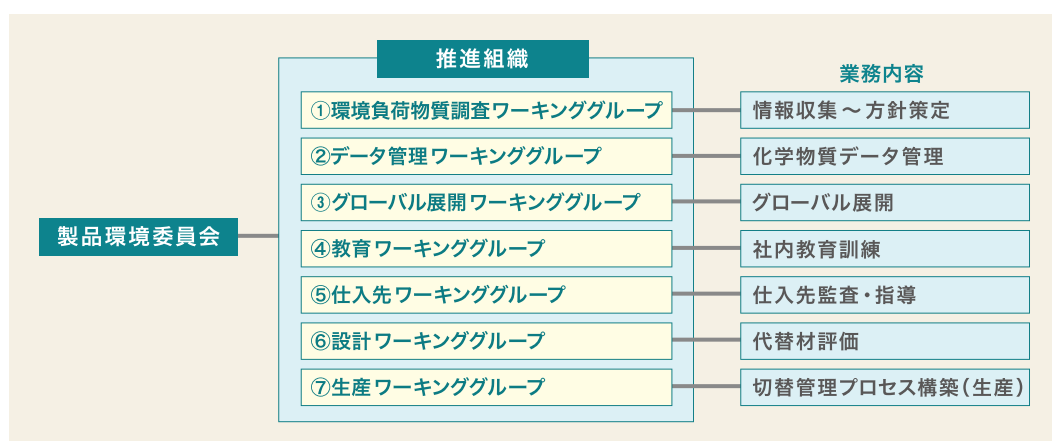 推進組織
業務内容
①環境負荷物質調査ワーキンググループ
情報収集～方針策定
②データ管理ワーキンググループ
化学物質データ管理
③グローバル展開ワーキンググループ
グローバル展開
製品環境委員会
④教育ワーキンググループ
社内教育訓練
⑤仕入先ワーキンググループ
仕入先監査・指導
⑥設計ワーキンググループ
代替材評価
⑦生産ワーキンググループ
切替管理プロセス構築（生産）